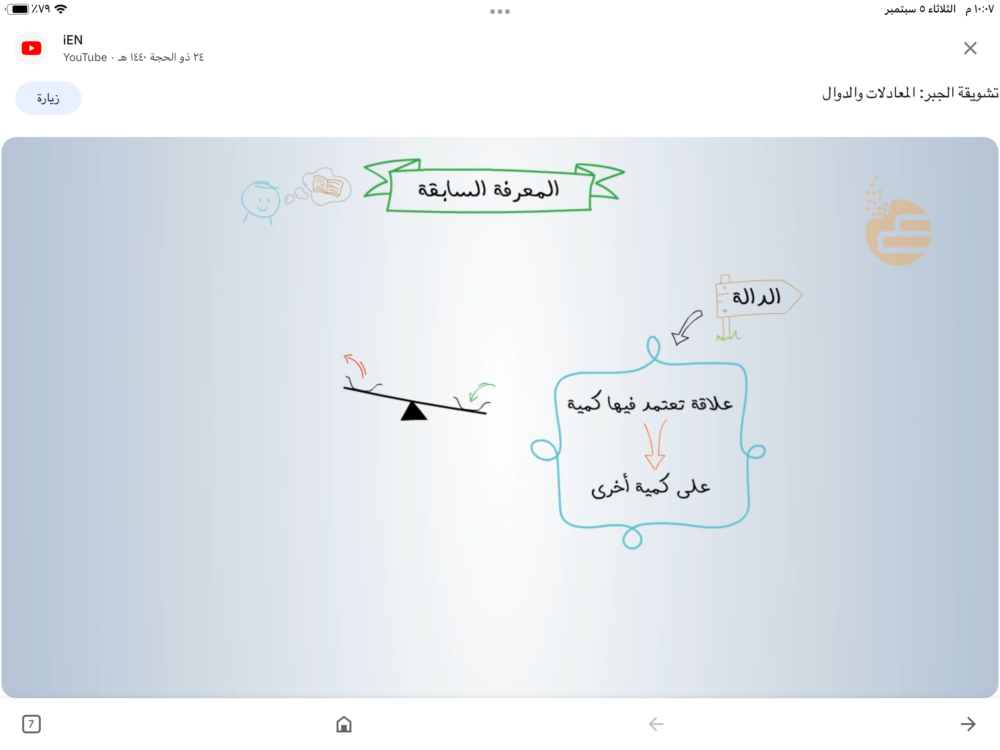 ١٠:٠٧ م الثلاثاء ٥ سبتمبر
٪٧٩
iEN
YouTube · ٢٤ ذو الحجة ١٤٤٠ هـ
تشويقة الجبر: المعادلات والدوال
زيارة
المعرفة السابقة
الدالة
علاقة تعتمد فيها كمية
على كمية أخرى
7